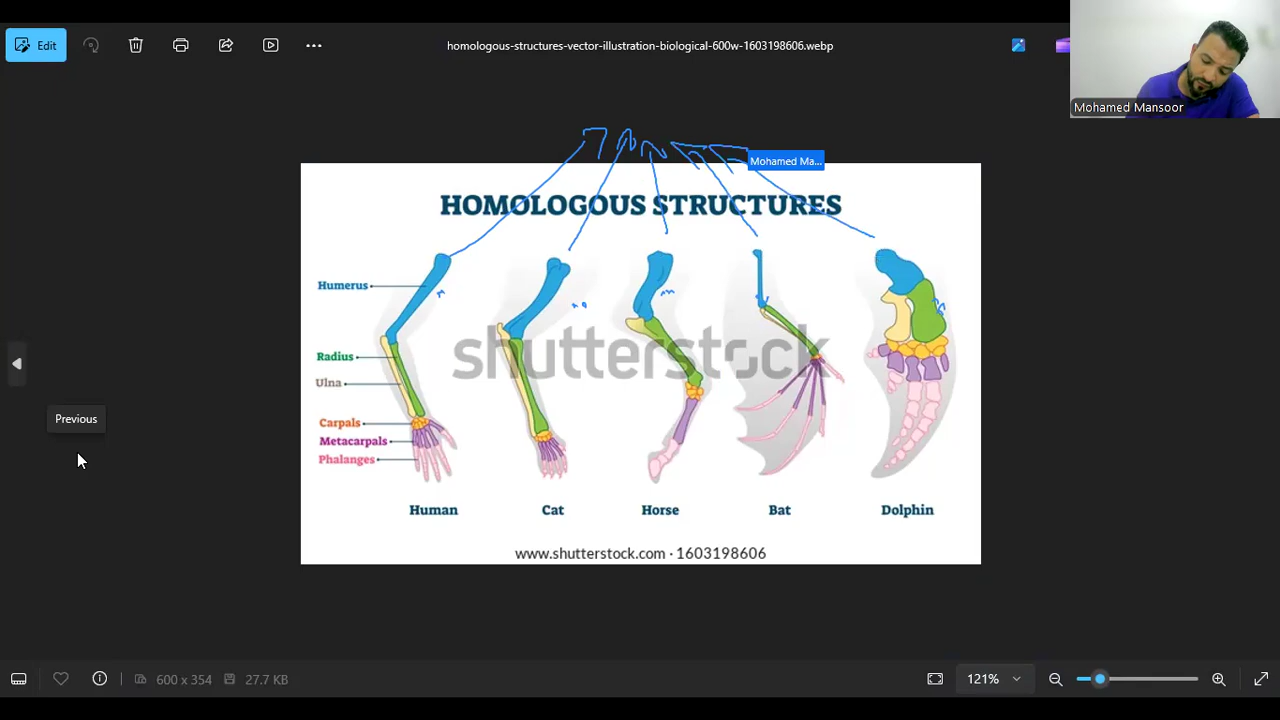 Edit
homologous-structures-vector-illustration-biological-600w-1603198606.webp
Mohamed Mansoor
Mohamed Ma...
HOMOLOGOUS STRUCTURES
Humerus
Radius
Ulna
Carpals
Metacarpals
Phalanges
shutterstock
Previous
Human Cat Horse Bat Dolphin
www.shutterstock.com · 1603198606
600 x 354 27.7 KB 121%